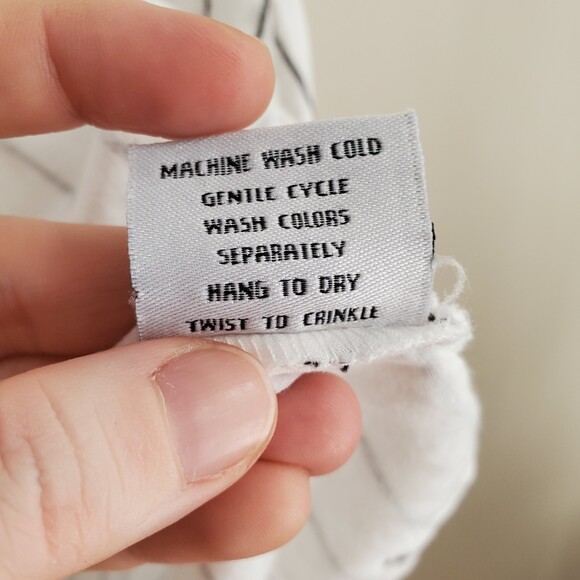 MACHINE WASH COLD
GENTLE CYCLE
WASH COLORS
SEPARATELY
HANG TO DRY
TWIST TO CRINKLE